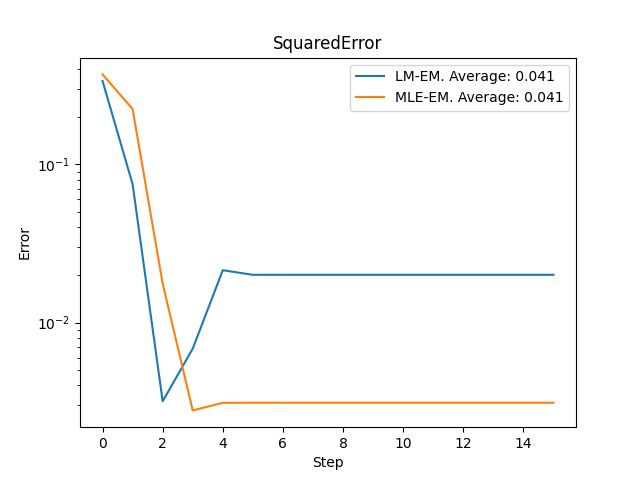 SquaredError
LM-EM. Average: 0.041
MLE-EM. Average: 0.041
Error
10⁻¹
10⁻²
0 2 4 6 8 10 12 14
Step